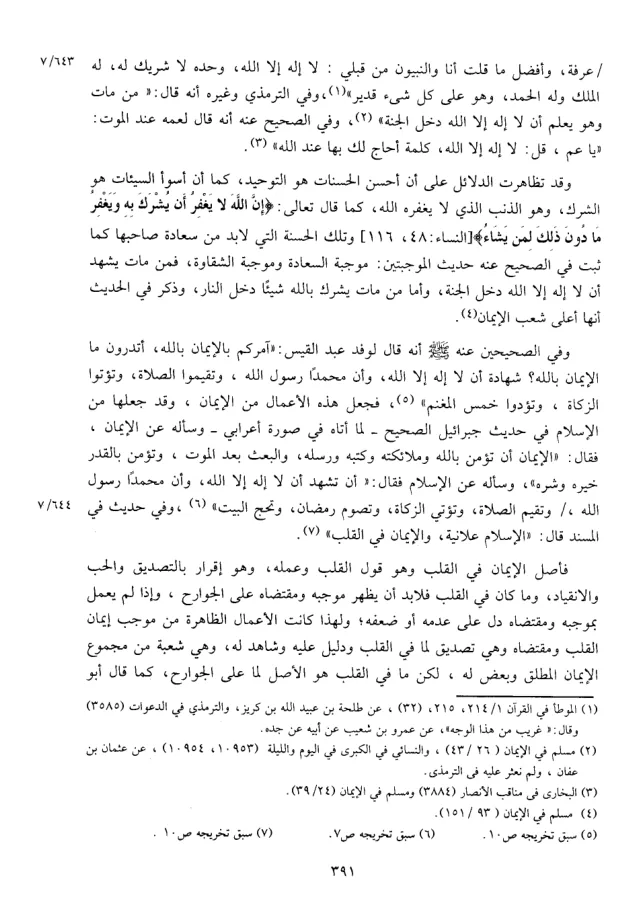 / عرفة، وأفضل ما قلت أنا والنبيون من قبلي : لا إله إلا الله، وحده لا شريك له، له
٧/٦٤٣
الملك وله الحمد، وهو على كل شىء قدير»(١)،وفي الترمذي وغيره أنه قال:« من مات
وهو يعلم أن لا إله إلا الله دخل الجنة» (٢)، وفي الصحيح عنه أنه قال لعمه عند الموت:
«يا عم ، قل: لا إله إلا الله، كلمة أحاج لك بها عند الله» (٣).
وقد تظاهرت الدلائل على أن أحسن الحسنات هو التوحيد، كما أن أسوأ السيئات هو
الشرك، وهو الذنب الذي لا يغفره الله، كما قال تعالى:﴿إِنَّ اللَّهَ لا يَغْفِرُ أَن يُشْرَكَ بِهِ وَيَغْفِرُ
مَا دُونَ ذَلِكَ لِمَن يَشَاءُ﴾[النساء:٤٨، ١١٦] وتلك الحسنة التي لابد من سعادة صاحبها كما
ثبت في الصحيح عنه حديث الموجبتين: موجبة السعادة وموجبة الشقاوة، فمن مات يشهد
أن لا إله إلا الله دخل الجنة، وأما من مات يشرك بالله شيئًا دخل النار، وذكر في الحديث
أنها أعلى شعب الإيمان(٤).
وفي الصحيحين عنه ﷺ أنه قال لوفد عبد القيس:«آمركم بالإيمان بالله، أتدرون ما
الإيمان بالله؟ شهادة أن لا إله إلا الله، وأن محمدًا رسول الله ، وتقيموا الصلاة، وتؤتوا
الزكاة ، وتؤدوا خمس المغنم» (٥)، فجعل هذه الأعمال من الإيمان ، وقد جعلها من
الإسلام في حديث جبرائيل الصحيح ـ لما أتاه في صورة أعرابي ـ وسأله عن الإيمان ،
فقال: «الإيمان أن تؤمن بالله وملائكته وكتبه ورسله، والبعث بعد الموت ، وتؤمن بالقدر
خيره وشره»، وسأله عن الإسلام فقال:« أن تشهد أن لا إله إلا الله، وأن محمدًا رسول
الله ،/ وتقيم الصلاة، وتؤتي الزكاة، وتصوم رمضان، وتحج البيت» (٦) ،وفي حديث في
٧/٦٤٤
المسند قال: «الإسلام علانية، والإيمان في القلب» (٧).
فأصل الإيمان في القلب وهو قول القلب وعمله، وهو إقرار بالتصديق والحب
والانقياد، وما كان في القلب فلابد أن يظهر موجبه ومقتضاه على الجوارح ، وإذا لم يعمل
بموجبه ومقتضاه دل على عدمه أو ضعفه؛ ولهذا كانت الأعمال الظاهرة من موجب إيمان
القلب ومقتضاه وهي تصديق لما في القلب ودليل عليه وشاهد له، وهي شعبة من مجموع
الإيمان المطلق وبعض له ، لكن ما في القلب هو الأصل لما على الجوارح، كما قال أبو
(١) الموطأ في القرآن ٢١٤/١، ٢١٥، (٣٢) ، عن طلحة بن عبيد الله بن كريز، والترمذي في الدعوات (٣٥٨٥)
وقال:« غريب من هذا الوجه»، عن عمرو بن شعيب عن أبيه عن جده.
(٢) مسلم في الإيمان ( ٢٦ /٤٣) ، والنسائي في الكبرى في اليوم والليلة (١٠٩٥٣، ١٠٩٥٤) ، عن عثمان بن
عفان ، ولم نعثر عليه فى الترمذى.
(٣) البخارى فى مناقب الأنصار (٣٨٨٤) ومسلم في الإيمان (٣٩/٢٤).
(٤) مسلم في الإيمان ( ٩٣ /١٥١).
(٥) سبق تخريجه ص١٠. (٦) سبق تخريجه ص٧. (٧) سبق تخريجه ص١٠ .
٣٩١